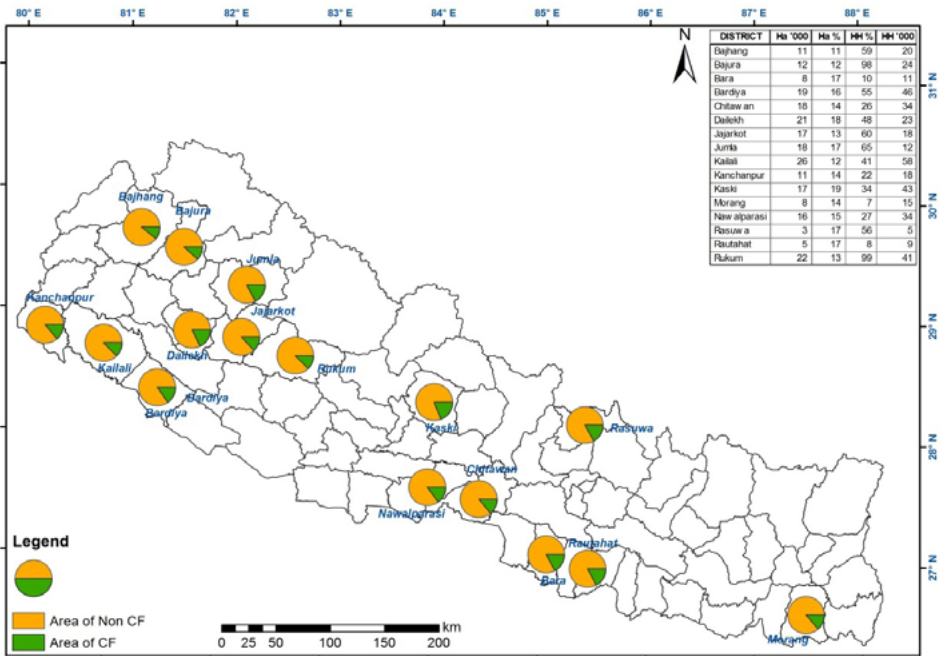 80° E 81° E 82° E 83° E 84° E 85° E 86° E 87° E 88° E
N
DISTRICT Ha '000 Ha % HH % HH '000
Bajhang 11 11 59 20
Bajura 12 12 98 24
Bara 8 17 10 11
Bardiya 19 16 55 46
Chitawan 18 14 26 34
Dailekh 21 18 48 23
Jajarkot 17 13 60 18
Jumla 18 17 65 12
Kailali 26 12 41 58
Kanchanpur 11 14 22 18
Kaski 17 19 34 43
Morang 8 14 7 15
Nawalparasi 16 15 27 34
Rasuwa 3 17 56 5
Rautahat 5 17 8 9
Rukum 22 13 99 41
31° N
30° N
29° N
28° N
27° N
Bajhang
Bajura
Jumla
Kanchanpur
Jajarkot
Dailekh
Kailali
Rukum
Bardiya
Bardiya
Kaski
Rasuwa
Chitawan
Nawalparasi
Rautahat
Bara
Morang
Legend
Area of Non CF
Area of CF
km
0 25 50 100 150 200